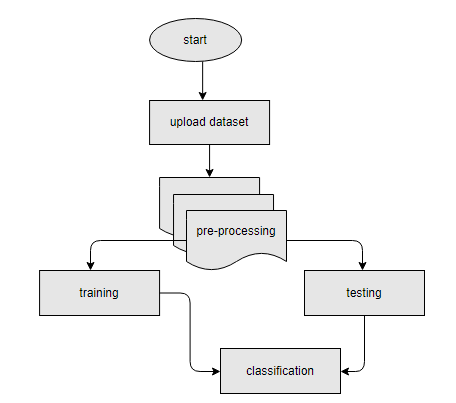 start
upload dataset
pre-processing
training
testing
classification